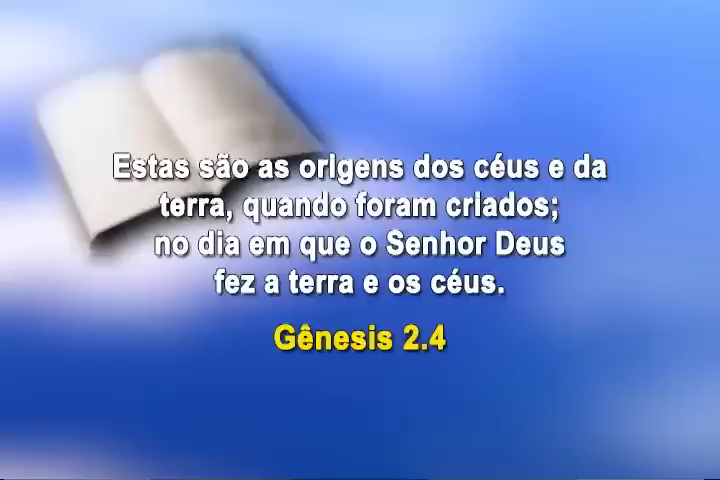 Estas são as origens dos céus e da
terra, quando foram criados;
no dia em que o Senhor Deus
fez a terra e os céus.
Gênesis 2.4